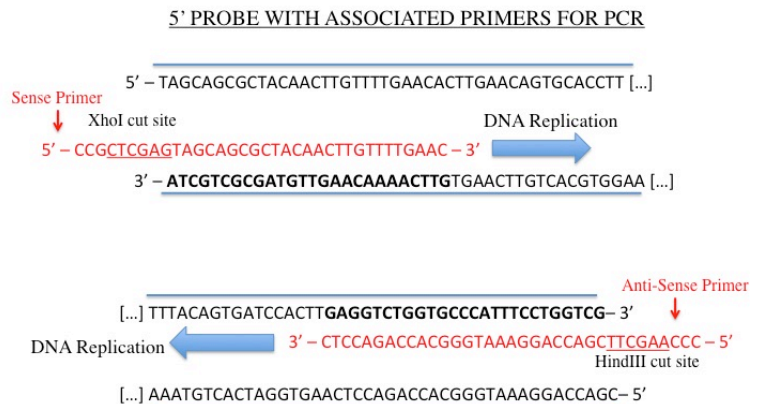 5' PROBE WITH ASSOCIATED PRIMERS FOR PCR
5' – TAGCAGCGCTACAACTTGTTTTGAACACTTGAACAGTGCACCTT [...]
Sense Primer
XhoI cut site
DNA Replication
5' – CCGCTCGAGTAGCAGCGCTACAACTTGTTTTGAAC – 3'
3' – ATCGTCGCGATGTTGAACAAAACTTGTGAACTTGTCACGTGGAA [...]
Anti-Sense Primer
[...] TTTACAGTGATCCACTTGAGGTCTGGTGCCCATTTCCTGGTCG– 3'
DNA Replication
3' – CTCCAGACCACGGGTAAAGGACCAGCTTCGAACCC – 5'
HindIII cut site
[...] AAATGTCACTAGGTGAACTCCAGACCACGGGTAAAGGACCAGC– 5'